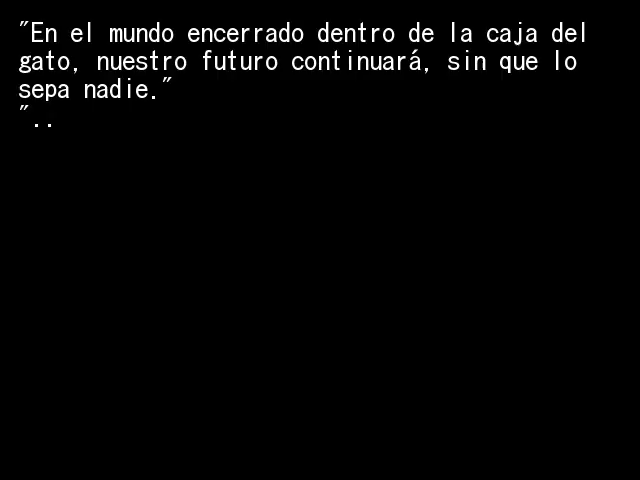 "En el mundo encerrado dentro de la caja del
gato, nuestro futuro continuará, sin que lo
sepa nadie."
"..